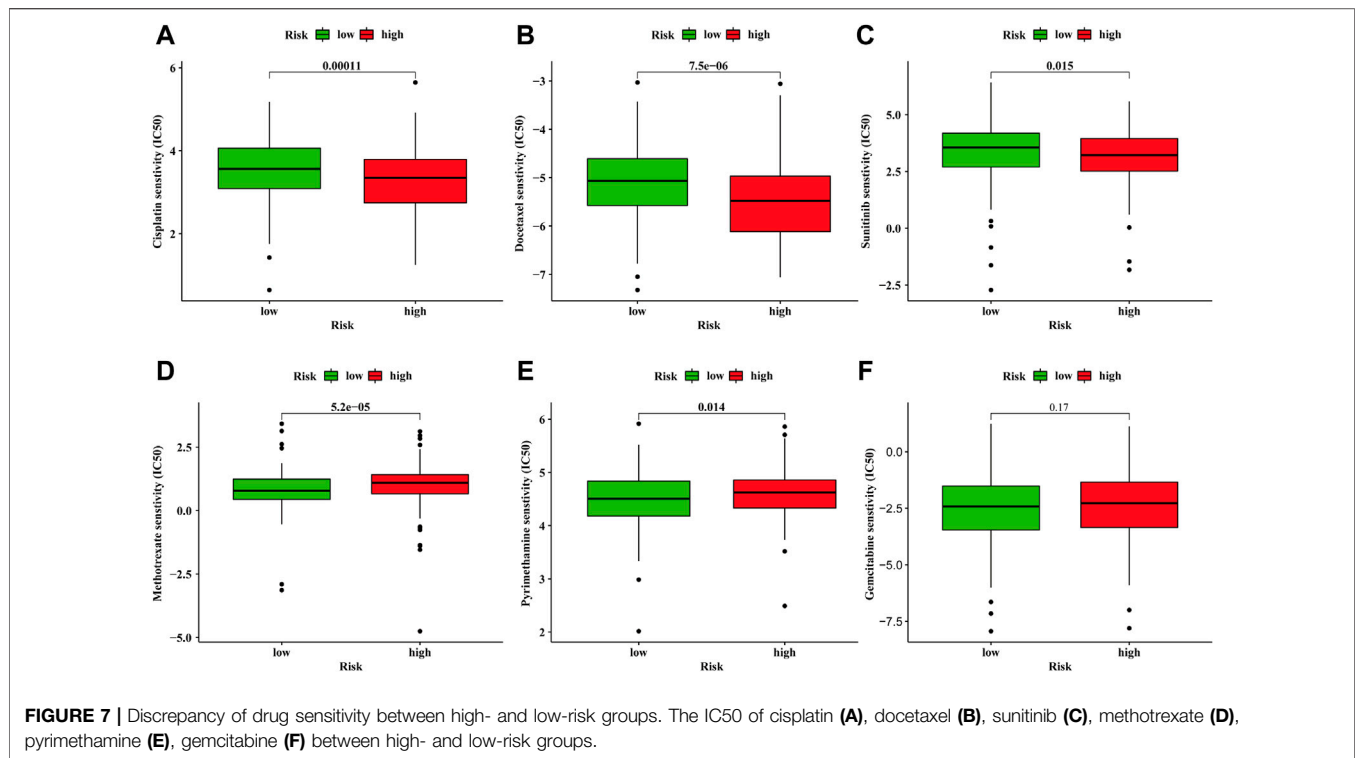 A
Risk low high
0.00011
6
4
2
Cisplatin senstivity (IC50)
low high
Risk
B
Risk low high
7.5e−06
−3
−4
−5
−6
−7
Docetaxel senstivity (IC50)
low high
Risk
C
Risk low high
0.015
5.0
2.5
0.0
−2.5
Sunitinib senstivity (IC50)
low high
Risk
D
Risk low high
5.2e−05
2.5
0.0
−2.5
−5.0
Methotrexate senstivity (IC50)
low high
Risk
E
Risk low high
0.014
6
5
4
3
2
Pyrimethamine senstivity (IC50)
low high
Risk
F
Risk low high
0.17
0.0
−2.5
−5.0
−7.5
Gemcitabine senstivity (IC50)
low high
Risk
FIGURE 7 | Discrepancy of drug sensitivity between high- and low-risk groups. The IC50 of cisplatin (A), docetaxel (B), sunitinib (C), methotrexate (D),
pyrimethamine (E), gemcitabine (F) between high- and low-risk groups.